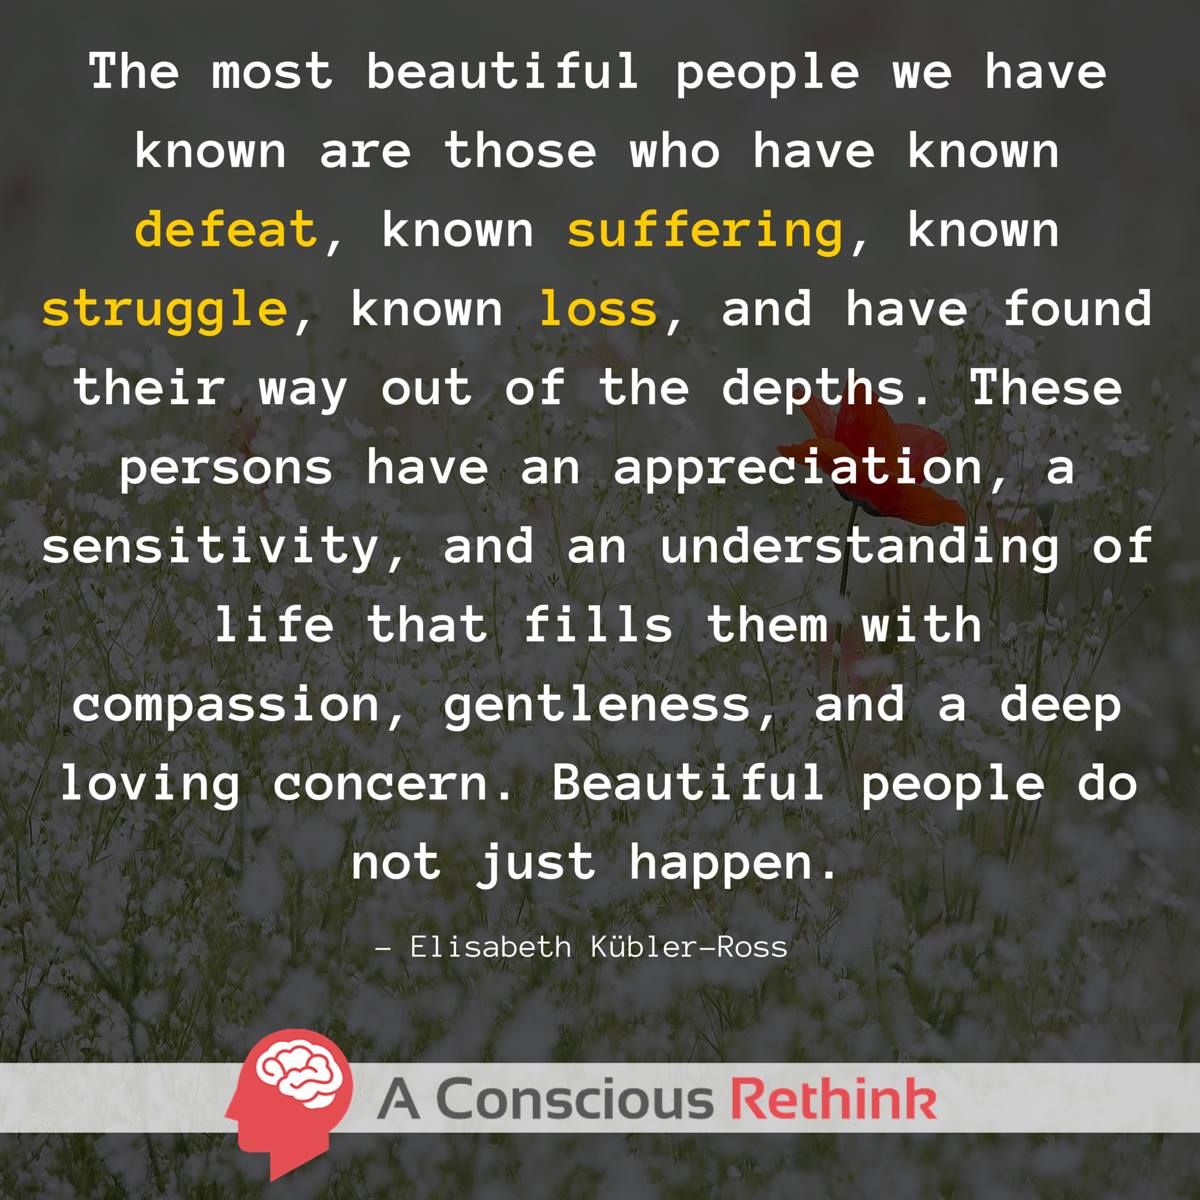 The most beautiful people we have
known are those who have known
defeat, known suffering, known
struggle, known loss, and have found
their way out of the depths. These
persons have an appreciation, a
sensitivity, and an understanding of
life that fills them with
compassion, gentleness, and a deep
loving concern. Beautiful people do
not just happen.
- Elisabeth Kübler-Ross
A Conscious Rethink